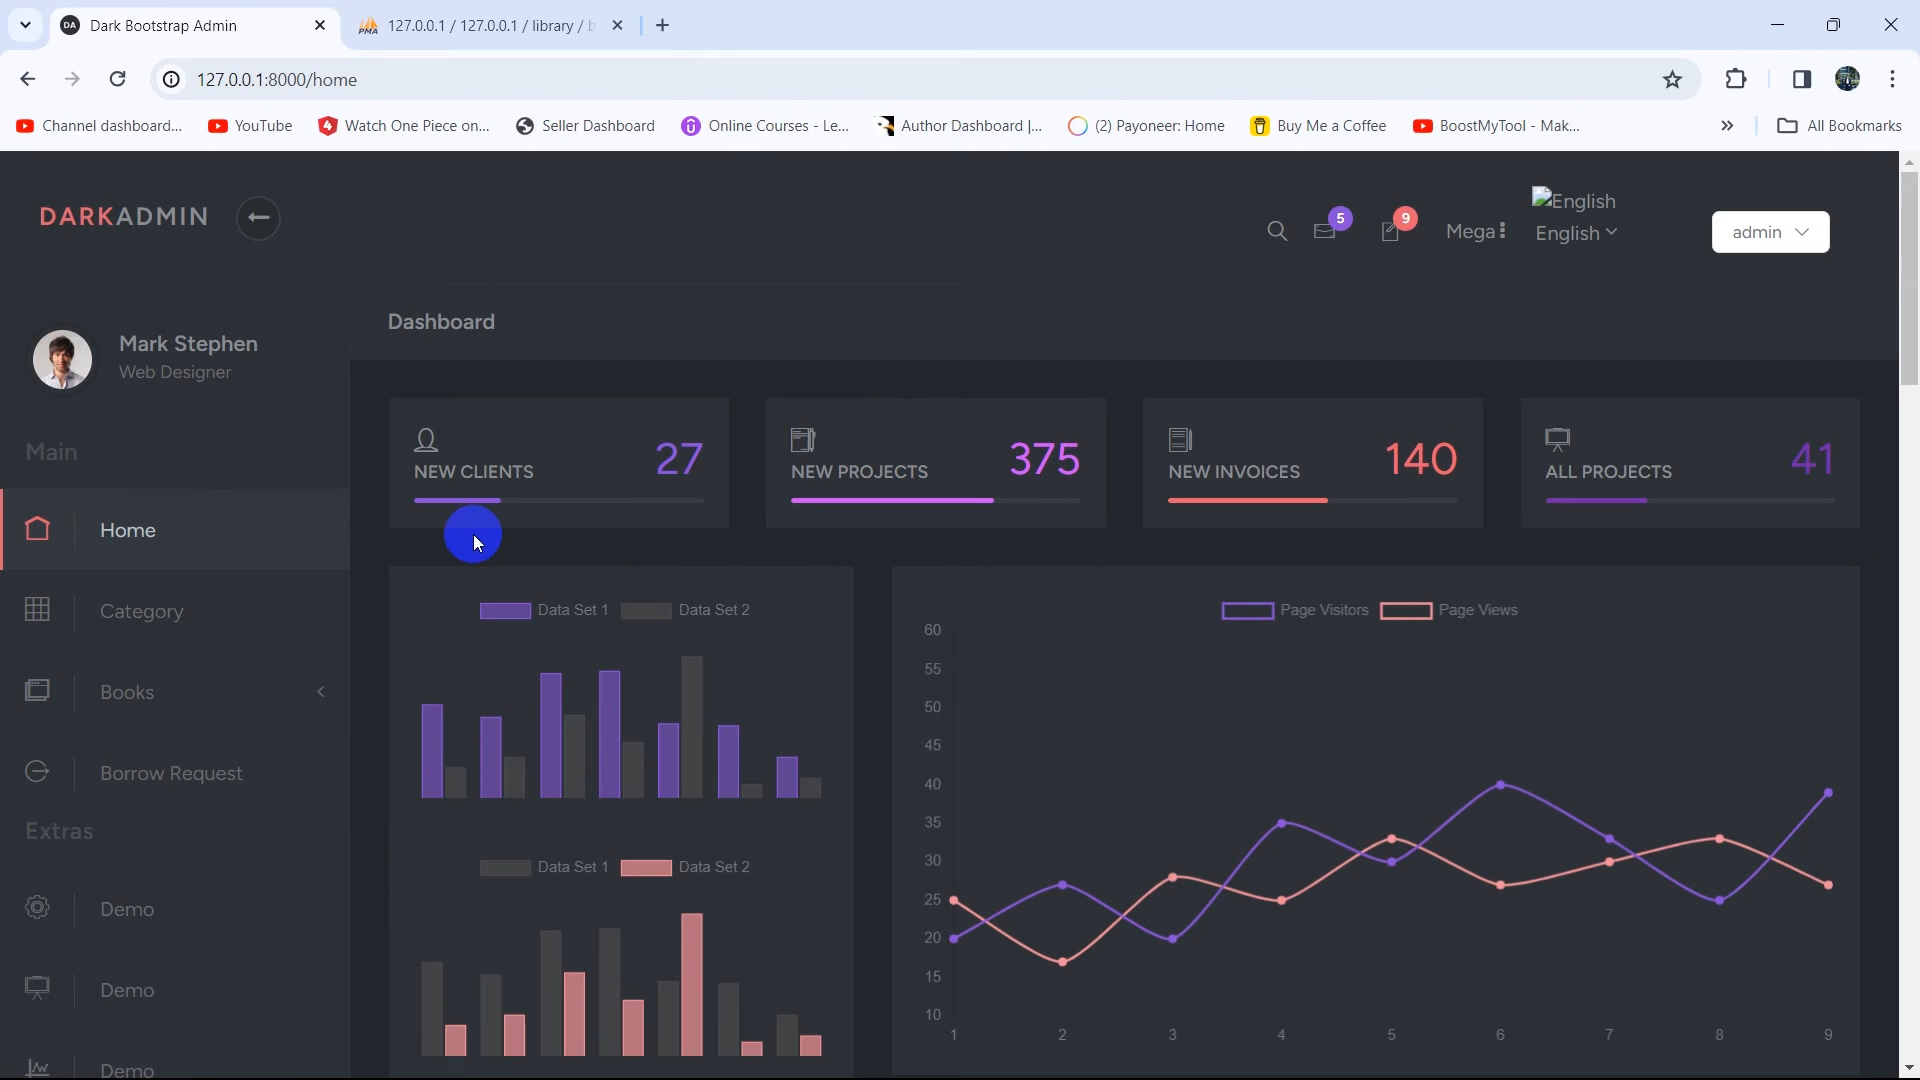 DA Dark Bootstrap Admin
PMA 127.0.0.1 / 127.0.0.1 / library / b
127.0.0.1:8000/home
Channel dashboard...
YouTube
Watch One Piece on...
Seller Dashboard
Online Courses - Le...
Author Dashboard |...
(2) Payoneer: Home
Buy Me a Coffee
BoostMyTool - Mak...
All Bookmarks
DARKADMIN
5
9
Mega
English
English
admin
Mark Stephen
Web Designer
Main
Home
Category
Books
Borrow Request
Extras
Demo
Demo
Demo
Dashboard
NEW CLIENTS
27
NEW PROJECTS
375
NEW INVOICES
140
ALL PROJECTS
41
Data Set 1 Data Set 2
Data Set 1 Data Set 2
Page Visitors Page Views
60
55
50
45
40
35
30
25
20
15
10
1 2 3 4 5 6 7 8 9